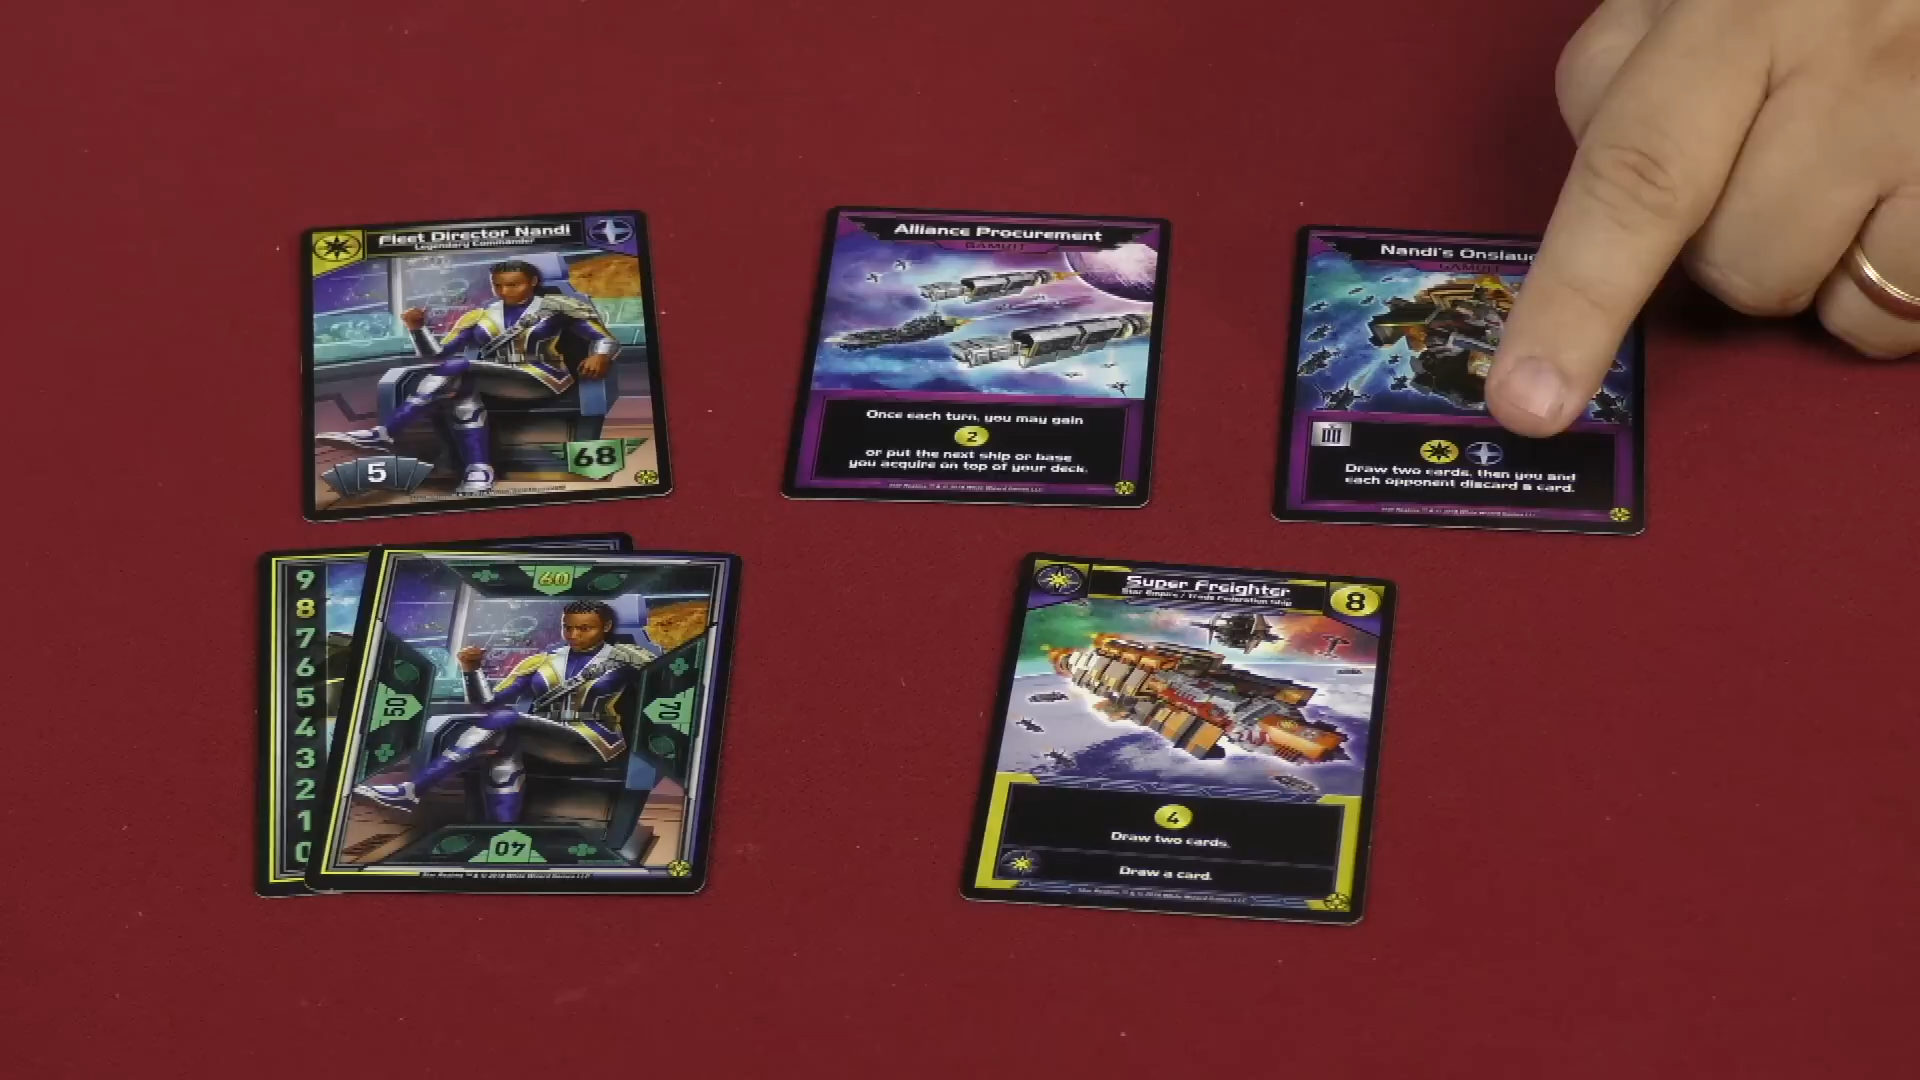 Fleet Director Nandi
Legendary Commander
5
68
Alliance Procurement
GAMBIT
Once each turn, you may gain
2
or put the next ship or base
you acquire on top of your deck.
Nandi's
GAMBIT
Draw two cards, then you and
each opponent discard a card.
9
8
7
6
5
4
3
2
1
0
60
50
70
40
Super Freighter
Star Empire / Trade Federation Ship
8
4
Draw two cards.
Draw a card.